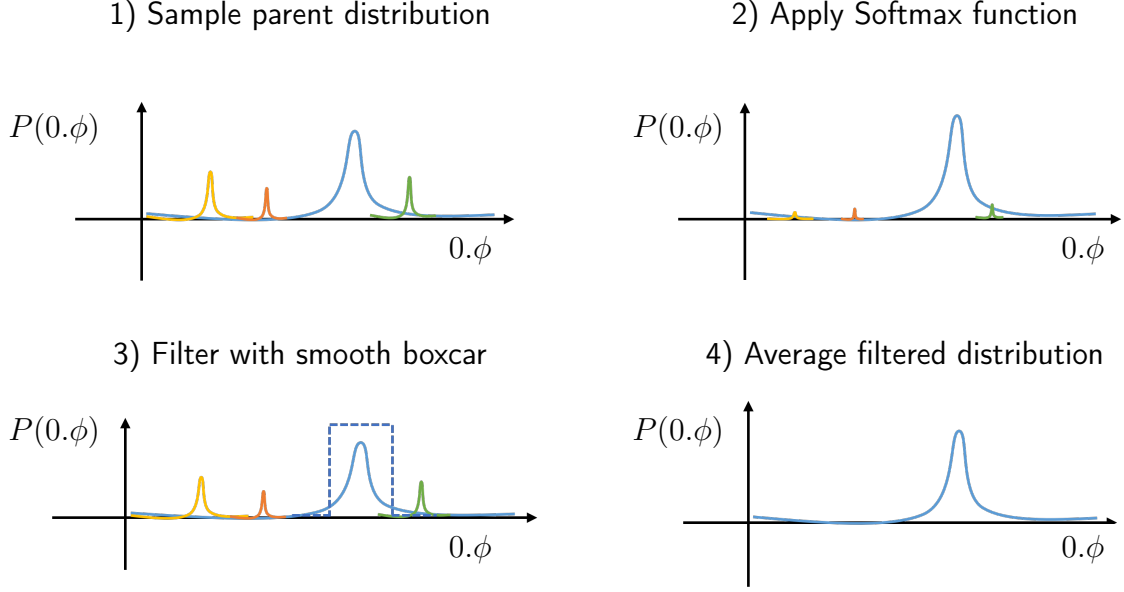 1) Sample parent distribution
P(0.ϕ)
0.ϕ
2) Apply Softmax function
P(0.ϕ)
0.ϕ
3) Filter with smooth boxcar
P(0.ϕ)
0.ϕ
4) Average filtered distribution
P(0.ϕ)
0.ϕ